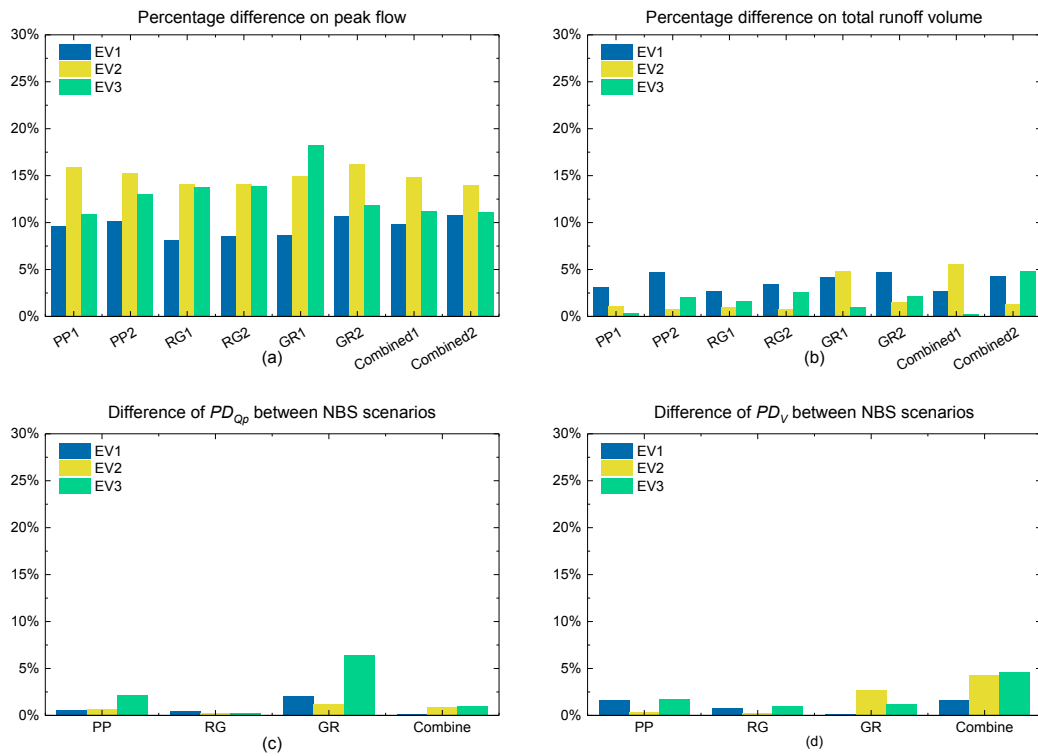 Percentage difference on peak flow
30%
25%
20%
15%
10%
5%
0%
EV1
EV2
EV3
PP1
PP2
RG1
RG2
GR1
GR2
Combined1
Combined2
(a)
Percentage difference on total runoff volume
30%
25%
20%
15%
10%
5%
0%
EV1
EV2
EV3
PP1
PP2
RG1
RG2
GR1
GR2
Combined1
Combined2
(b)
Difference of PD_Qp between NBS scenarios
30%
25%
20%
15%
10%
5%
0%
EV1
EV2
EV3
PP
RG
GR
Combine
(c)
Difference of PD_V between NBS scenarios
30%
25%
20%
15%
10%
5%
0%
EV1
EV2
EV3
PP
RG
GR
Combine
(d)